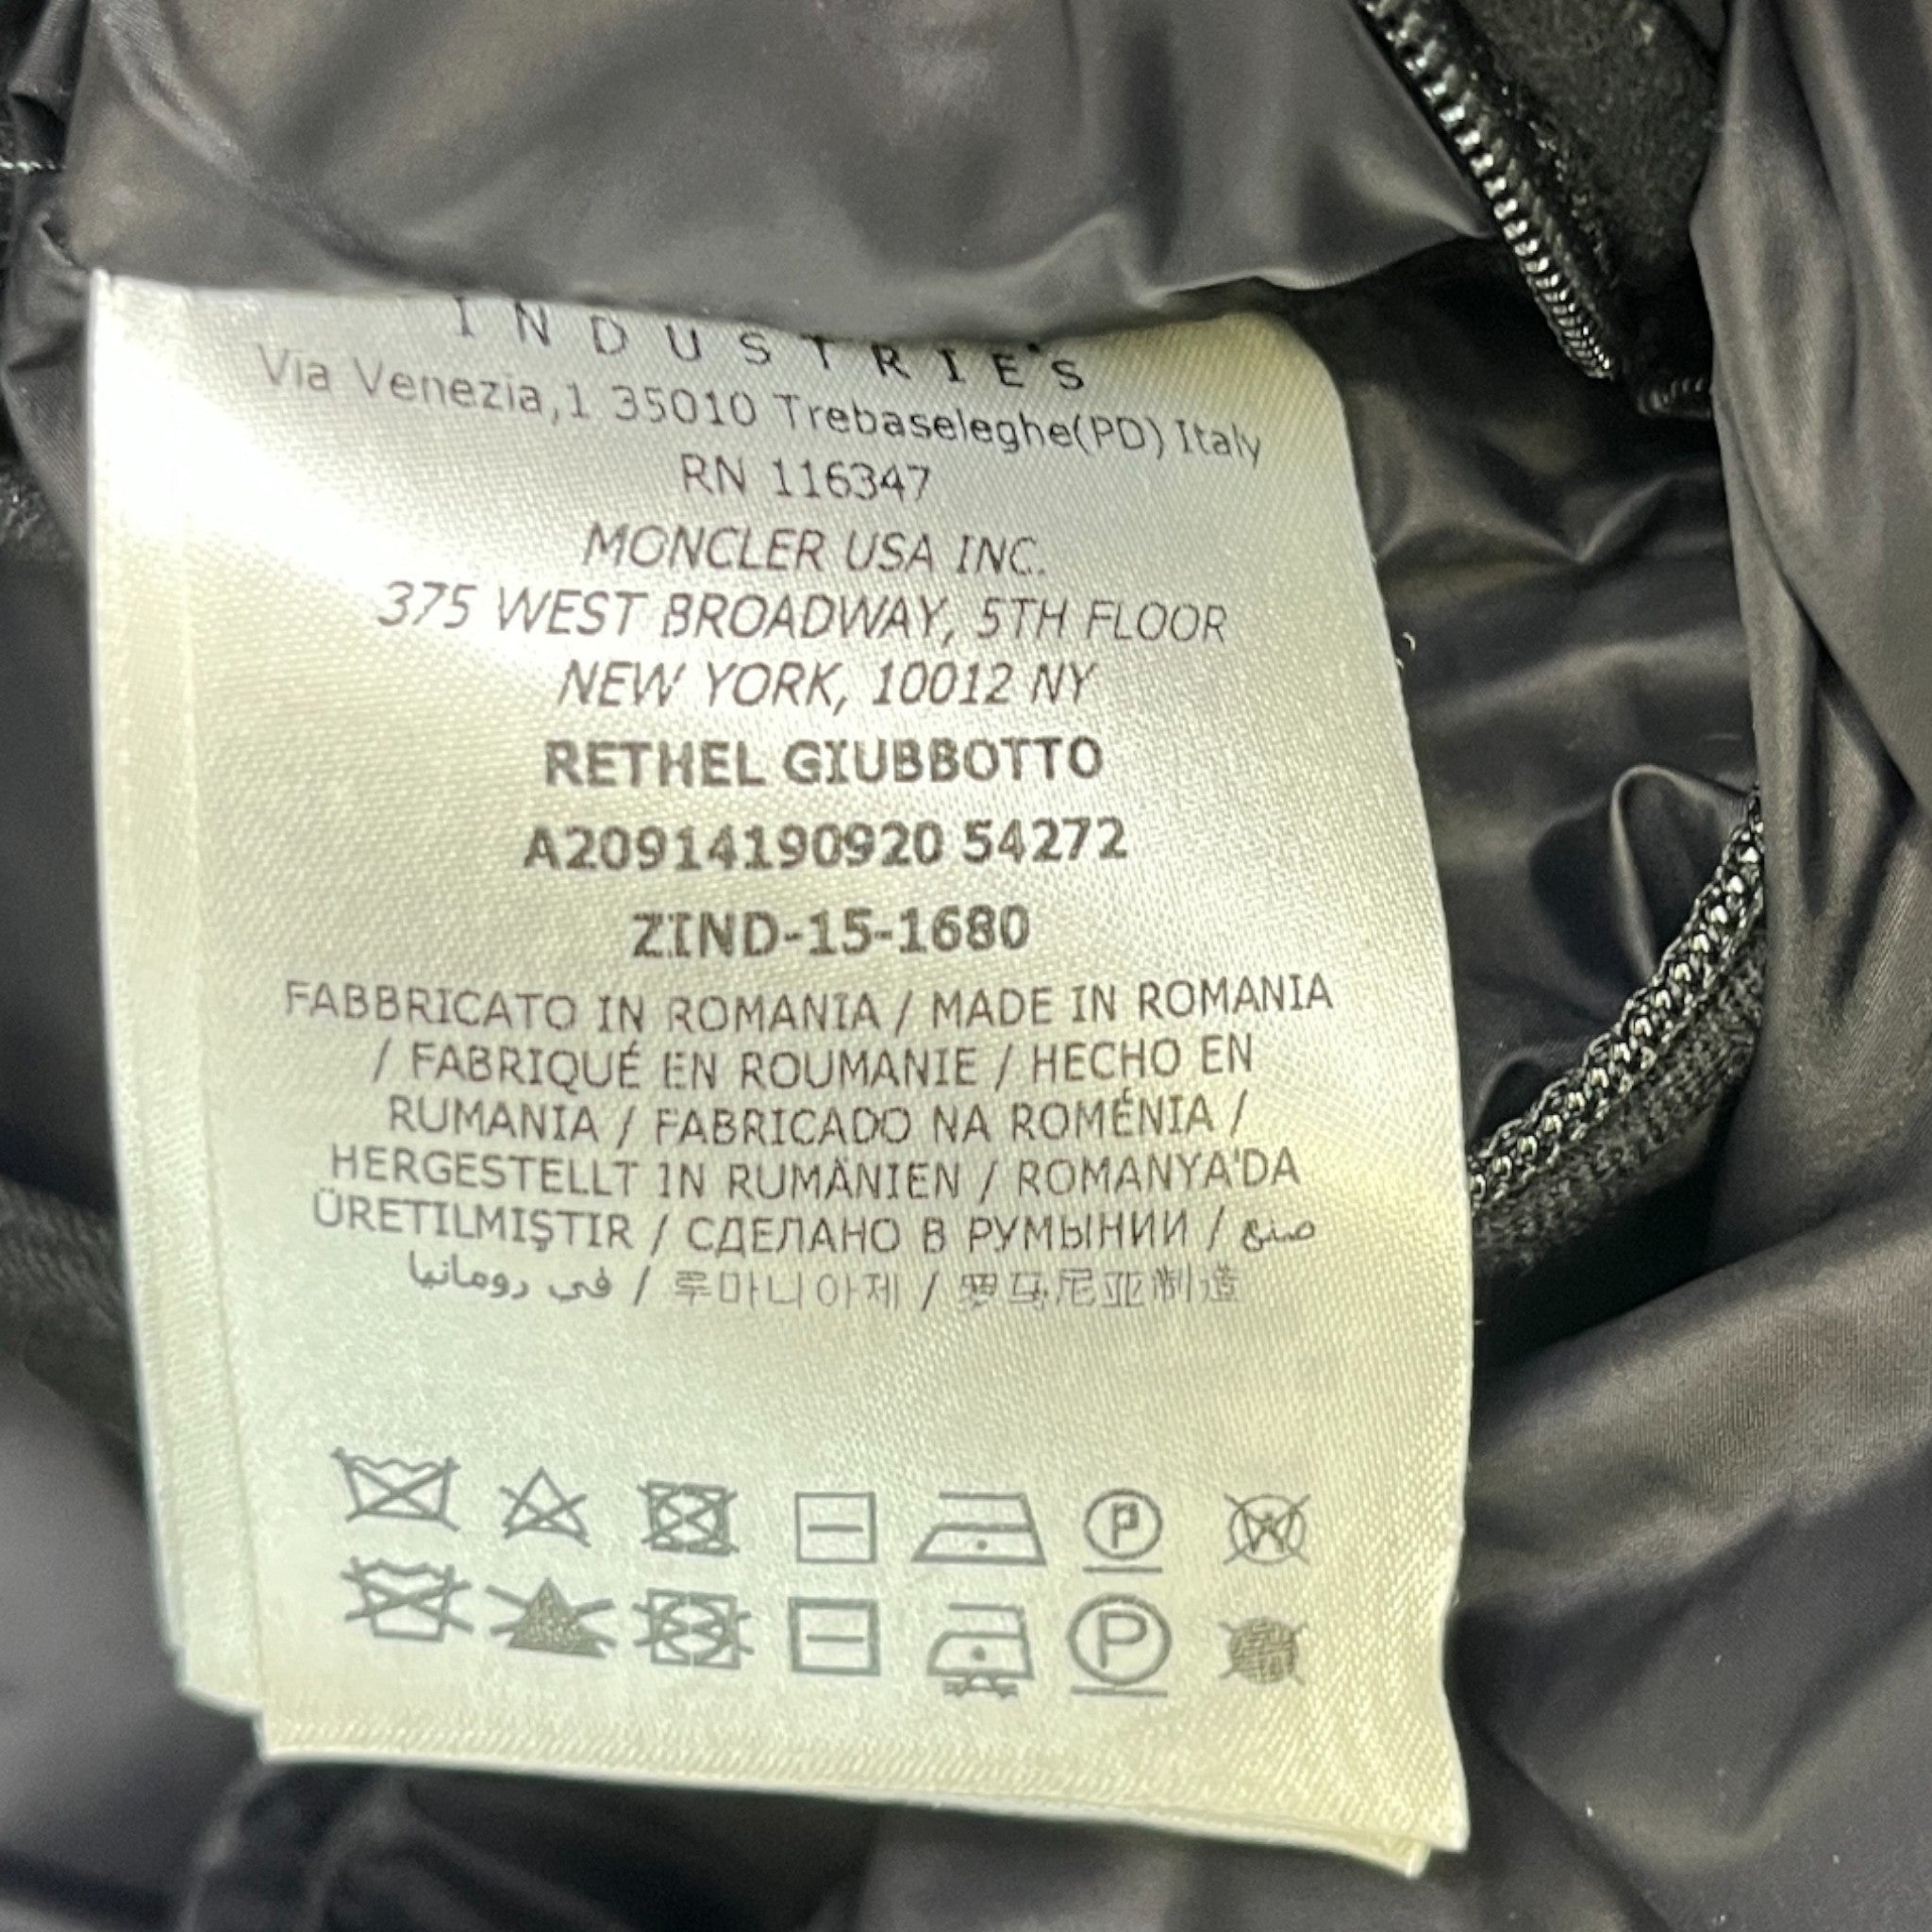 INDUSTRIE'S
Via Venezia,1 35010 Trebaseleghe(PD) Italy
RN 116347
MONCLER USA INC.
375 WEST BROADWAY, 5TH FLOOR
NEW YORK, 10012 NY
RETHEL GIUBBOTTO
A20914190920 54272
ZIND-15-1680
FABBRICATO IN ROMANIA / MADE IN ROMANIA
/ FABRIQUÉ EN ROUMANIE / HECHO EN
RUMANIA / FABRICADO NA ROMÉNIA /
HERGESTELLT IN RUMÄNIEN / ROMANYA'DA
ÜRETILMIŞTIR / СДЕЛАНО В РУМЫНИИ / صنع
في رومانيا / 루마니아제 / 罗马尼亚制造
P W
P